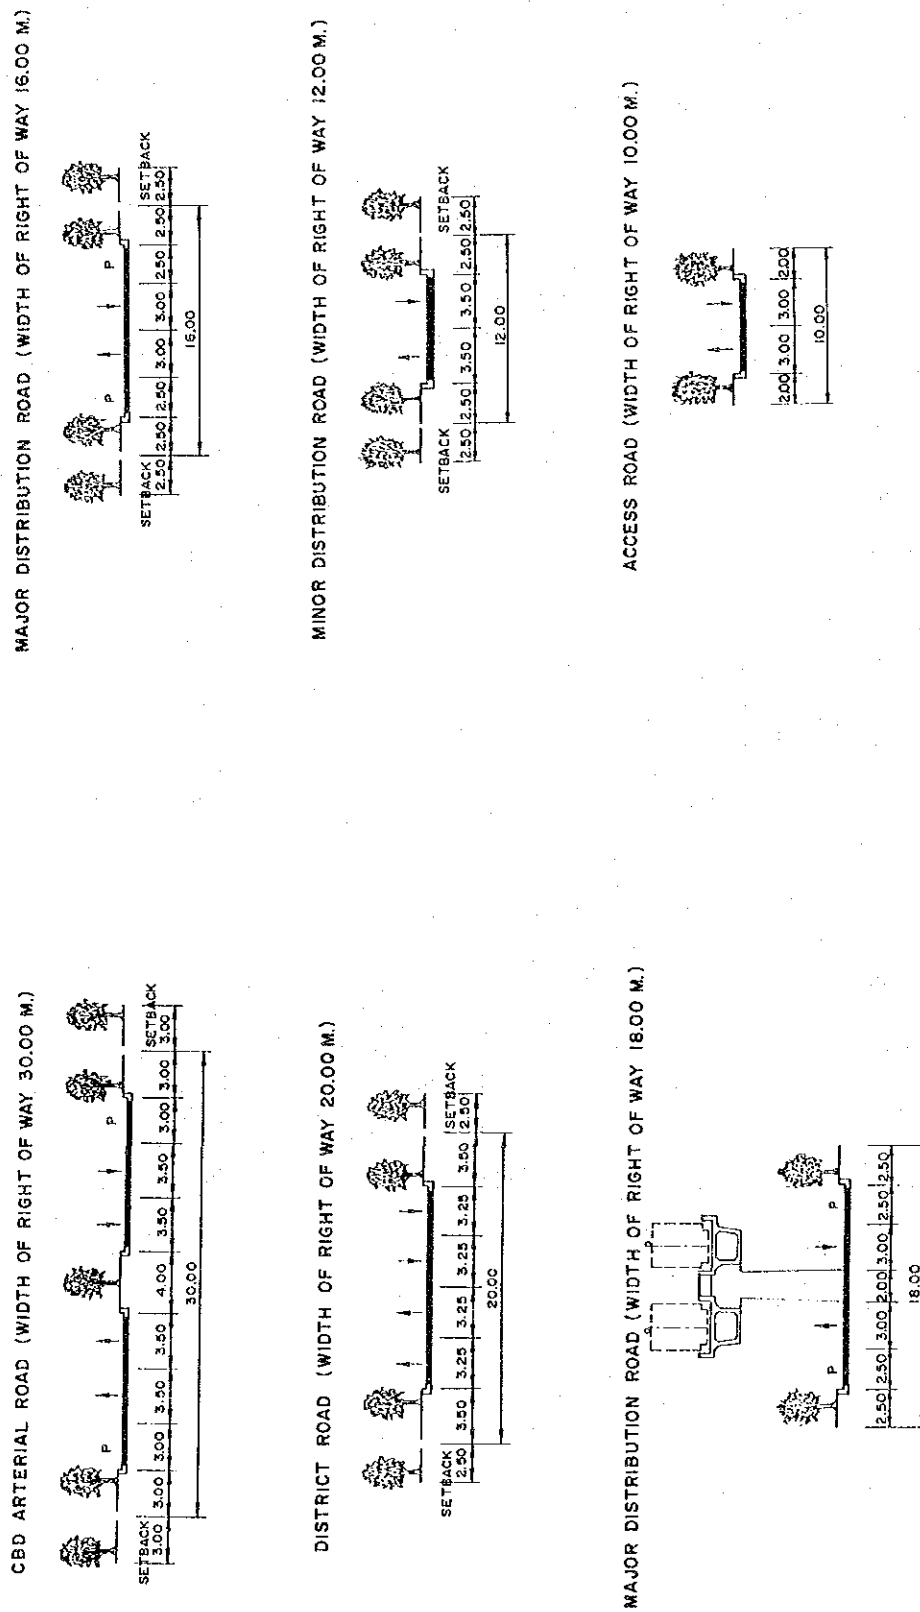 CBD ARTERIAL ROAD (WIDTH OF RIGHT OF WAY 30.00 M.)
P P
SETBACK SETBACK
3.00 3.00 3.00 3.50 3.50 4.00 3.50 3.50 3.00 3.00 3.00
30.00
MAJOR DISTRIBUTION ROAD (WIDTH OF RIGHT OF WAY 16.00 M.)
P P
SETBACK SETBACK
2.50 2.50 2.50 3.00 3.00 2.50 2.50 2.50
16.00
DISTRICT ROAD (WIDTH OF RIGHT OF WAY 20.00 M.)
SETBACK SETBACK
2.50 3.50 3.25 3.25 3.25 3.25 3.50 2.50
20.00
MINOR DISTRIBUTION ROAD (WIDTH OF RIGHT OF WAY 12.00 M.)
SETBACK SETBACK
2.50 2.50 3.50 3.50 2.50 2.50
12.00
MAJOR DISTRIBUTION ROAD (WIDTH OF RIGHT OF WAY 18.00 M.)
P P
2.50 2.50 3.00 2.00 3.00 2.50 2.50
18.00
ACCESS ROAD (WIDTH OF RIGHT OF WAY 10.00 M.)
2.00 3.00 3.00 2.00
10.00